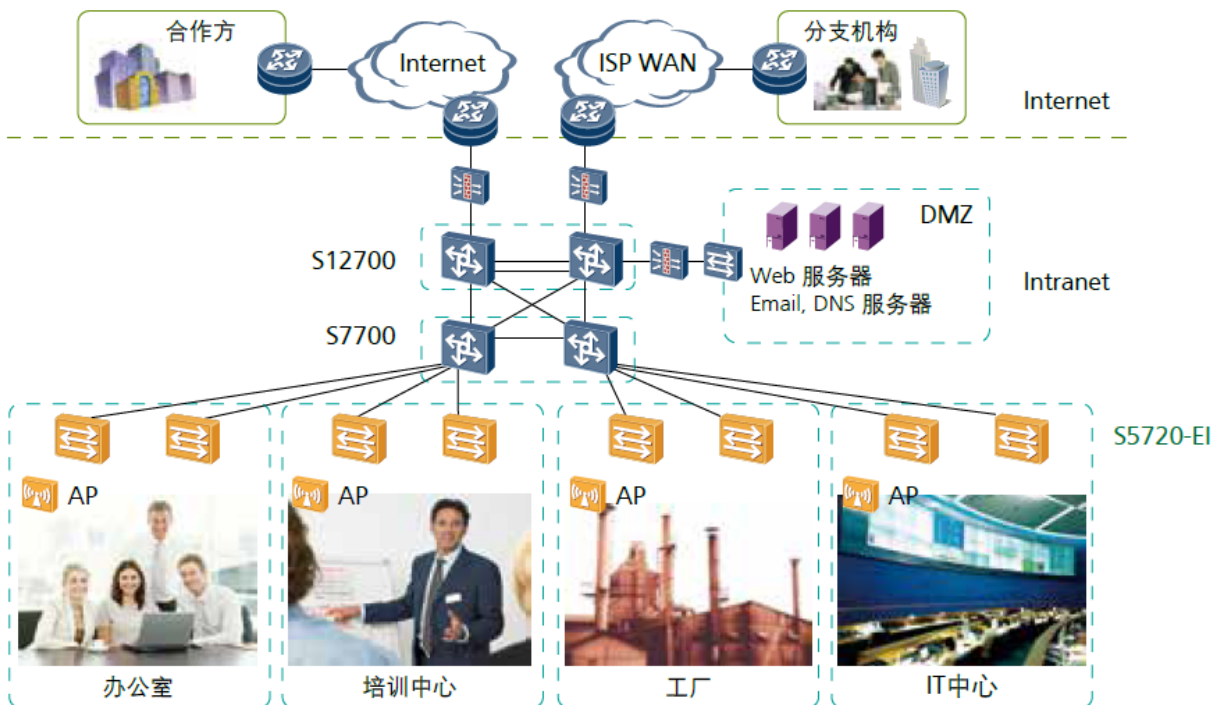 合作方
Internet
ISP WAN
分支机构
Internet
DMZ
S12700
Web 服务器
Email, DNS 服务器
Intranet
S7700
S5720-EI
AP
AP
AP
AP
办公室
培训中心
工厂
IT中心